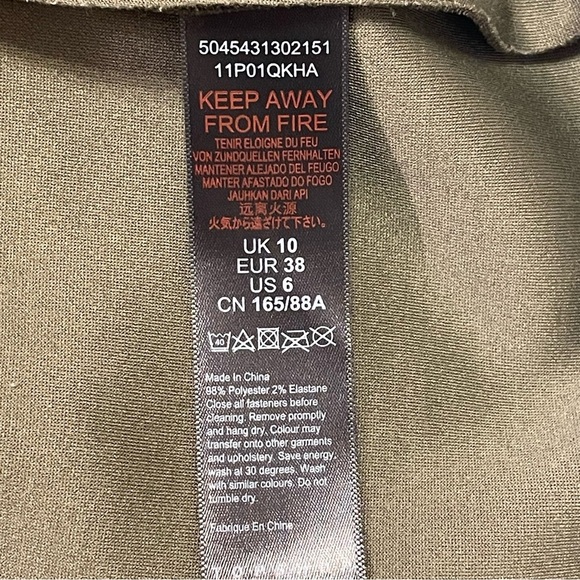 5045431302151
11P01QKHA
KEEP AWAY
FROM FIRE
TENIR ELOIGNE DU FEU
VON ZUNDQUELLEN FERNHALTEN
MANTENER ALEJADO DEL FEUGO
MANTER AFASTADO DO FOGO
JAUHKAN DARI API
远离火源
火気から遠ざけて下さい。
UK 10
EUR 38
US 6
CN 165/88A
40
Made In China
98% Polyester 2% Elastane
Close all fasteners before
cleaning. Remove promptly
and hang dry. Colour may
transfer onto other garments
and upholstery. Save energy,
wash at 30 degrees. Wash
with similar colours. Do not
tumble dry.
Fabriqué En Chine